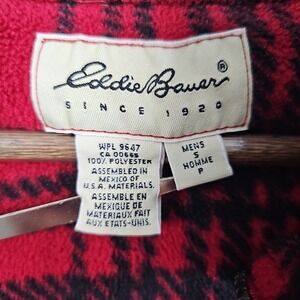 Eddie Bauer®
SINCE 1920
WPL 9647
CA 00669
100% POLYESTER
ASSEMBLED IN
MEXICO OF
U.S.A. MATERIALS.
ASSEMBLE EN
MEXIQUE DE
MATERIAUX FAIT
AUX ETATS-UNIS.
MENS
HOMME
P